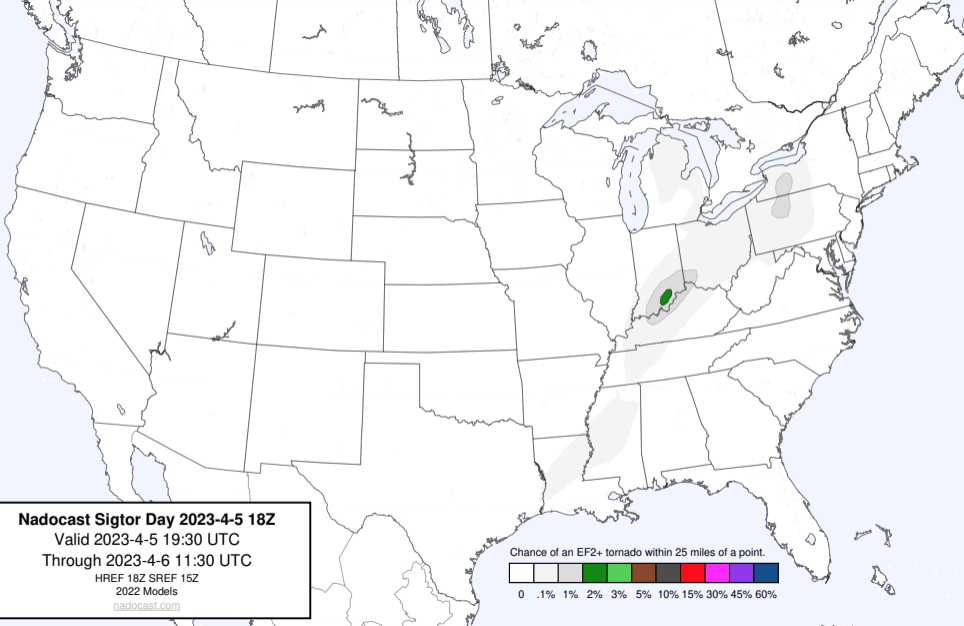 Nadocast Sigtor Day 2023-4-5 18Z
Valid 2023-4-5 19:30 UTC
Through 2023-4-6 11:30 UTC
HREF 18Z SREF 15Z
2022 Models
nadocast.com
Chance of an EF2+ tornado within 25 miles of a point.
0 .1% 1% 2% 3% 5% 10% 15% 30% 45% 60%